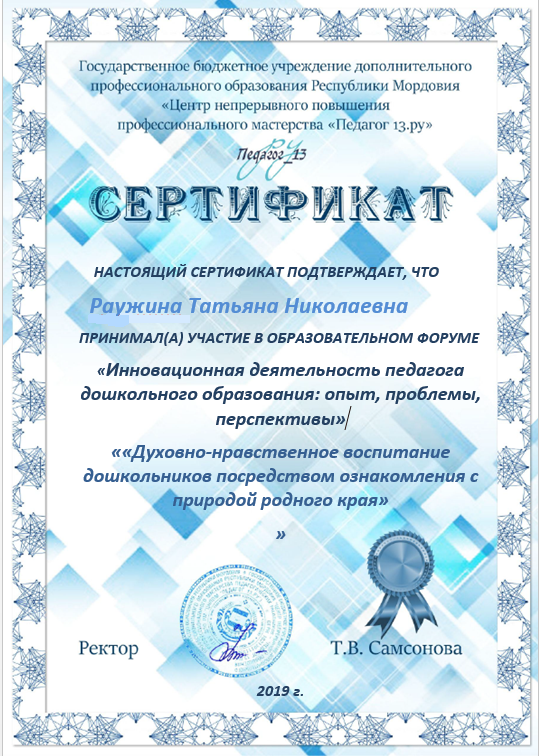 Государственное бюджетное учреждение дополнительного
профессионального образования Республики Мордовия
«Центр непрерывного повышения
профессионального мастерства «Педагог 13.ру»
Педагог_13
ру
СЕРТИФИКАТ
НАСТОЯЩИЙ СЕРТИФИКАТ ПОДТВЕРЖДАЕТ, ЧТО
Раужина Татьяна Николаевна
ПРИНИМАЛ(А) УЧАСТИЕ В ОБРАЗОВАТЕЛЬНОМ ФОРУМЕ
«Инновационная деятельность педагога
дошкольного образования: опыт, проблемы,
перспективы»
««Духовно-нравственное воспитание
дошкольников посредством ознакомления с
природой родного края»
»
Ректор Т.В. Самсонова
2019 г.